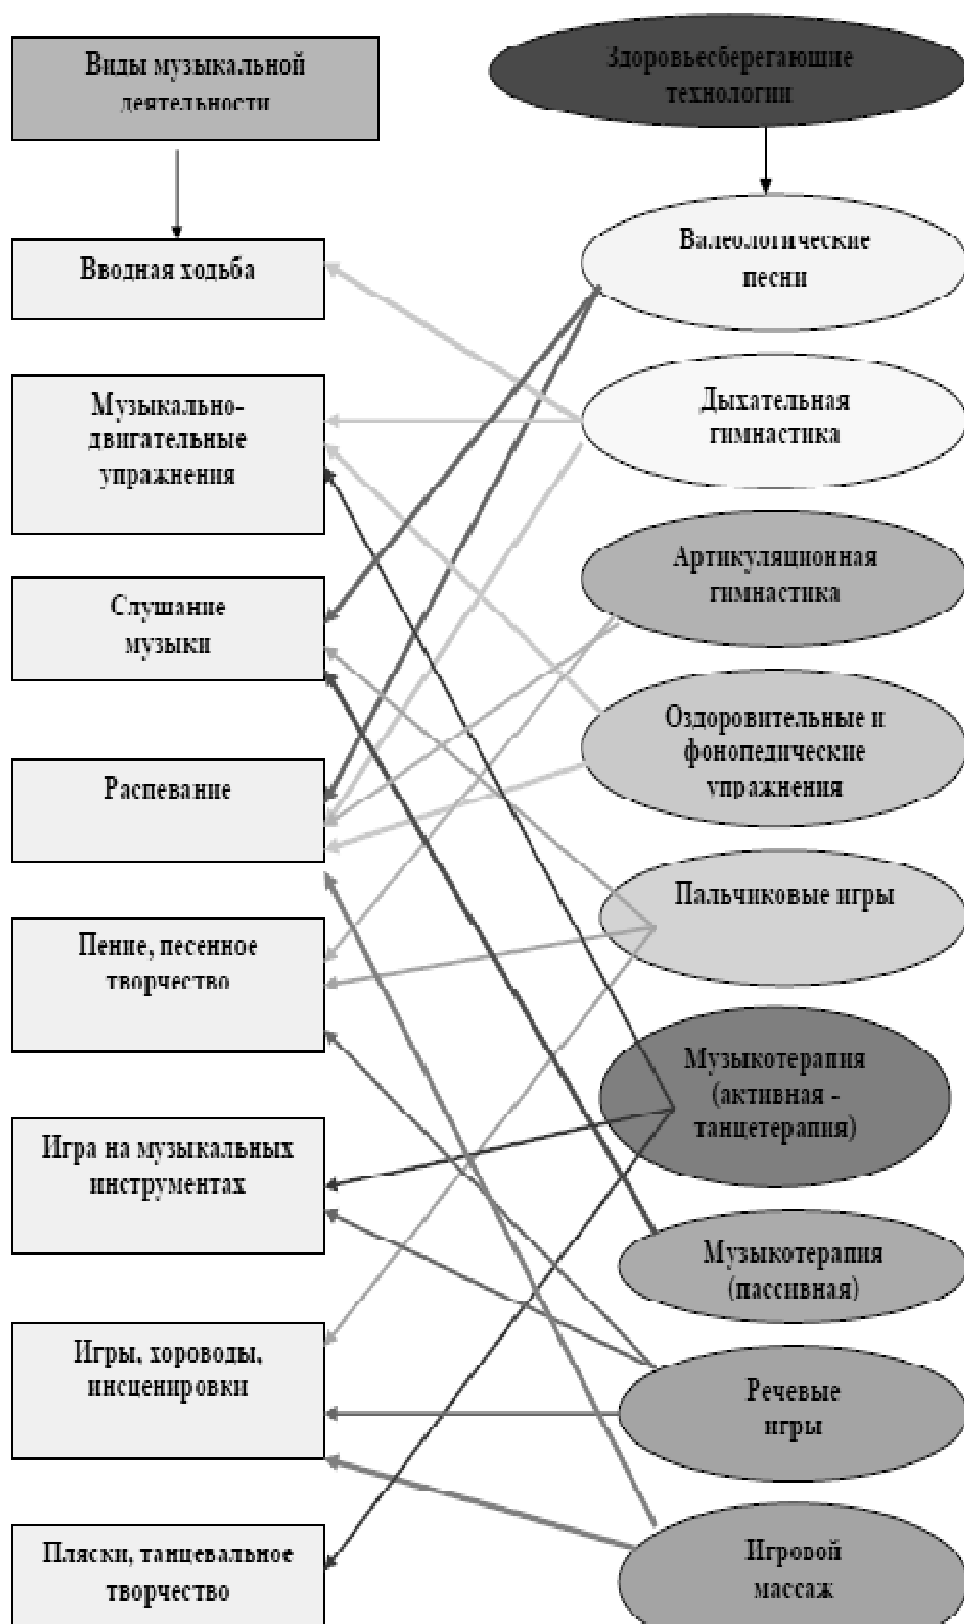 Виды музыкальной
деятельности
Вводная ходьба
Музыкально-
двигательные
упражнения
Слушание
музыки
Распевание
Пение, песенное
творчество
Игра на музыкальных
инструментах
Игры, хороводы,
инсценировки
Пляски, танцевальное
творчество
Здоровьесберегающие
технологии
Валеологические
песни
Дыхательная
гимнастика
Артикуляционная
гимнастика
Оздоровительные и
фонопедические
упражнения
Пальчиковые игры
Музыкотерапия
(активная -
танцетерапия)
Музыкотерапия
(пассивная)
Речевые
игры
Игровой
массаж